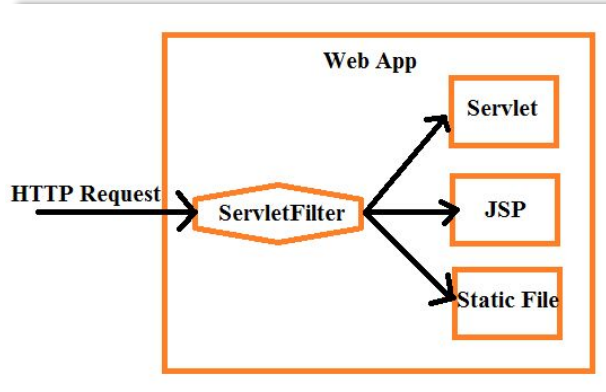 Web App
Servlet
HTTP Request
ServletFilter
JSP
Static File